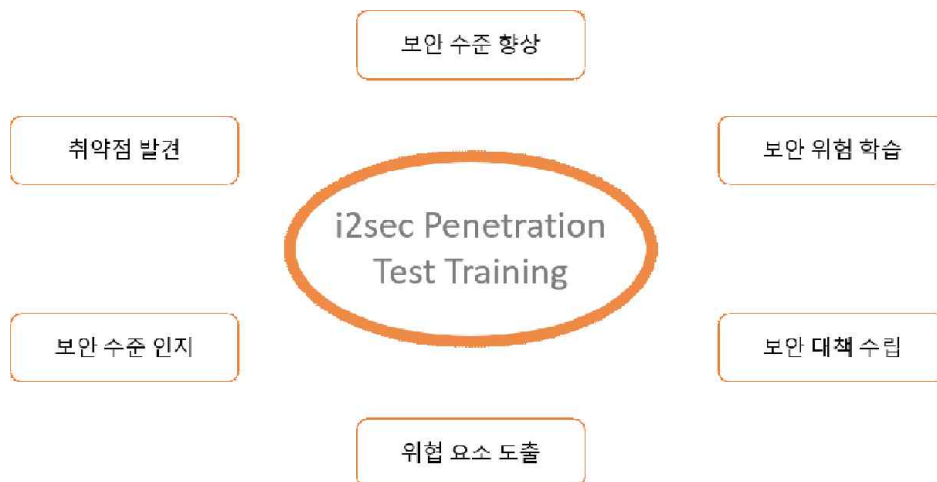 보안 수준 향상
취약점 발견
보안 위험 학습
i2sec Penetration
Test Training
보안 수준 인지
보안 대책 수립
위협 요소 도출